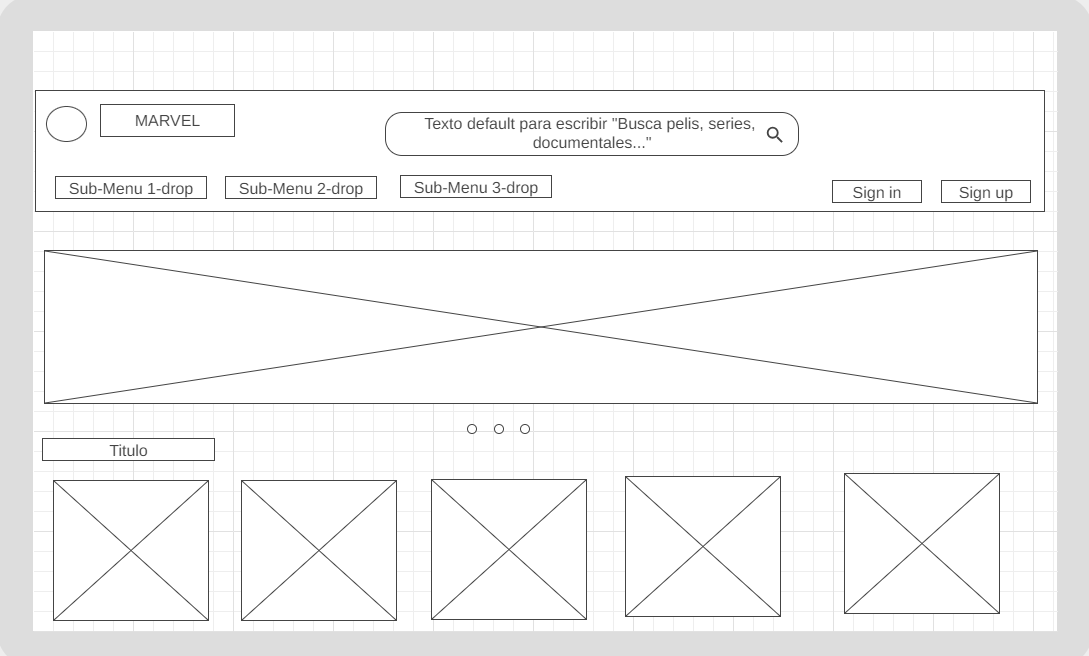 MARVEL
Texto default para escribir "Busca pelis, series,
documentales..."
Sub-Menu 1-drop
Sub-Menu 2-drop
Sub-Menu 3-drop
Sign in
Sign up
Titulo